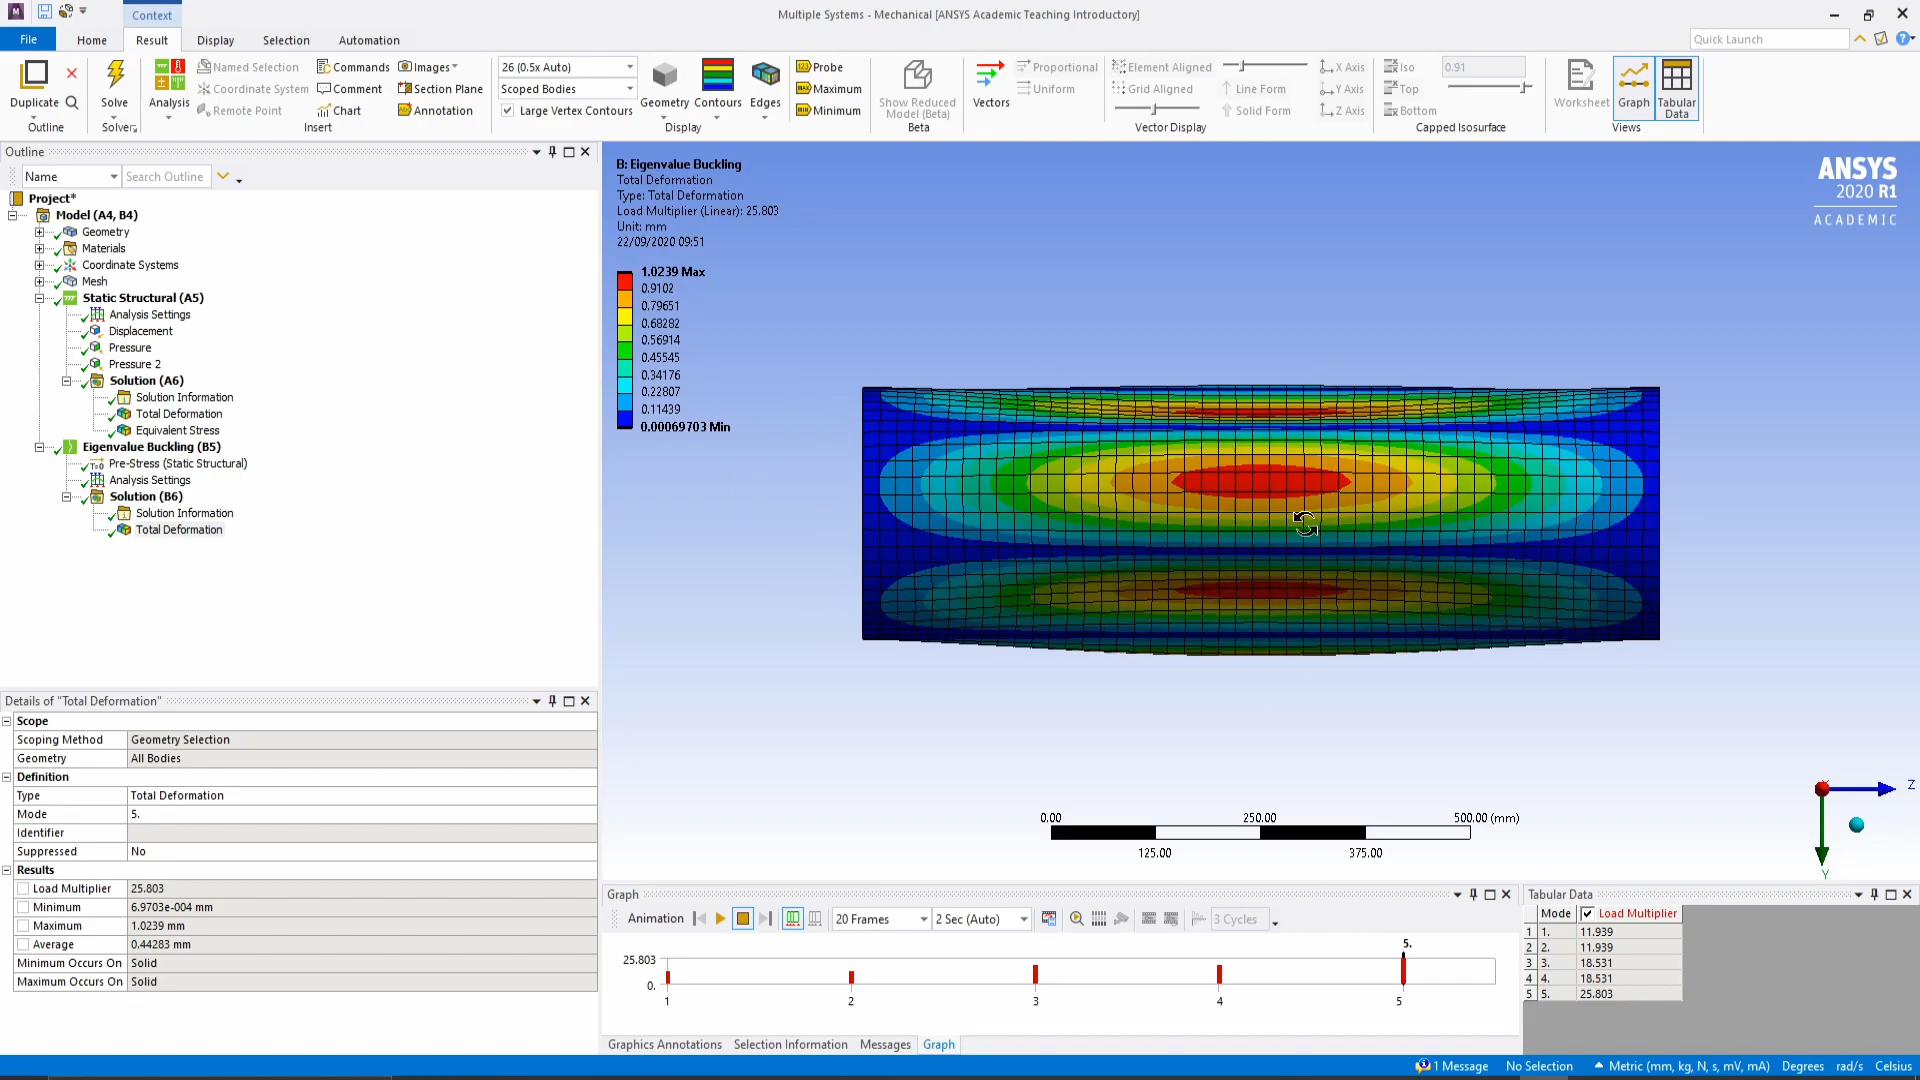 Context
Multiple Systems - Mechanical [ANSYS Academic Teaching Introductory]
File Home Result Display Selection Automation
Quick Launch
Duplicate
Outline
Solve
Solver
Analysis
Named Selection
Coordinate System
Remote Point
Commands
Comment
Chart
Images
Section Plane
Annotation
Insert
26 (0.5x Auto)
Scoped Bodies
Large Vertex Contours
Geometry
Contours
Edges
Display
Probe
Maximum
Minimum
Show Reduced
Model (Beta)
Beta
Vectors
Proportional
Uniform
Element Aligned
Grid Aligned
Line Form
Solid Form
X Axis
Y Axis
Z Axis
Vector Display
Iso 0.91
Top
Bottom
Capped Isosurface
Worksheet
Graph
Tabular
Data
Views
Outline
Name Search Outline
Project*
Model (A4, B4)
Geometry
Materials
Coordinate Systems
Mesh
Static Structural (A5)
Analysis Settings
Displacement
Pressure
Pressure 2
Solution (A6)
Solution Information
Total Deformation
Equivalent Stress
Eigenvalue Buckling (B5)
T=0 Pre-Stress (Static Structural)
Analysis Settings
Solution (B6)
Solution Information
Total Deformation
Details of "Total Deformation"
Scope
Scoping Method Geometry Selection
Geometry All Bodies
Definition
Type Total Deformation
Mode 5.
Identifier
Suppressed No
Results
Load Multiplier 25.803
Minimum 6.9703e-004 mm
Maximum 1.0239 mm
Average 0.44283 mm
Minimum Occurs On Solid
Maximum Occurs On Solid
B: Eigenvalue Buckling
Total Deformation
Type: Total Deformation
Load Multiplier (Linear): 25.803
Unit: mm
22/09/2020 09:51
1.0239 Max
0.9102
0.79651
0.68282
0.56914
0.45545
0.34176
0.22807
0.11439
0.00069703 Min
ANSYS
2020 R1
ACADEMIC
0.00 250.00 500.00 (mm)
125.00 375.00
X
Z
Y
Graph
Animation 20 Frames 2 Sec (Auto) 3 Cycles
5.
25.803
0.
1 2 3 4 5
Graphics Annotations Selection Information Messages Graph
Tabular Data
Mode Load Multiplier
1 1. 11.939
2 2. 11.939
3 3. 18.531
4 4. 18.531
5 5. 25.803
1 Message No Selection Metric (mm, kg, N, s, mV, mA) Degrees rad/s Celsius